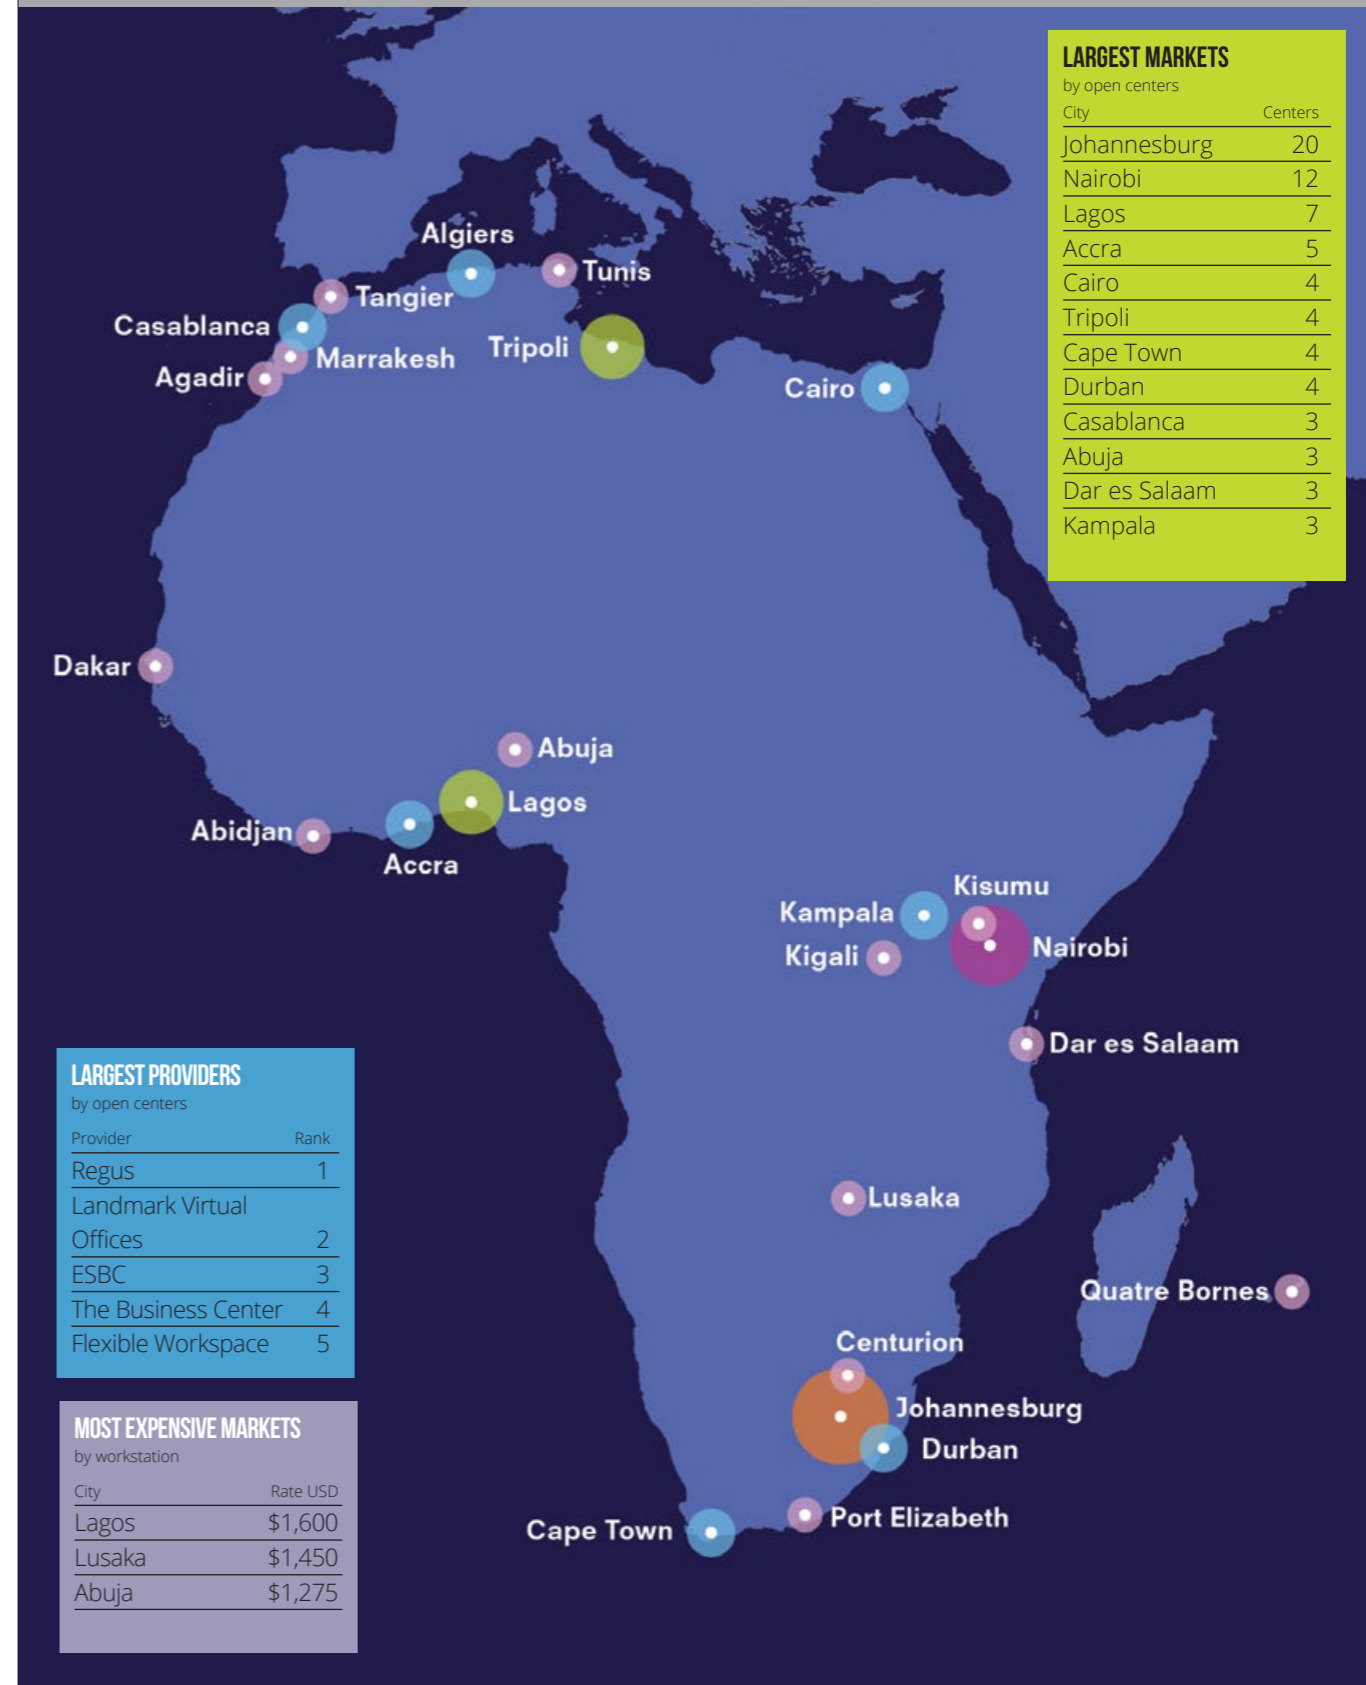 LARGEST MARKETS
by open centers
City Centers
Johannesburg 20
Nairobi 12
Lagos 7
Accra 5
Cairo 4
Tripoli 4
Cape Town 4
Durban 4
Casablanca 3
Abuja 3
Dar es Salaam 3
Kampala 3
Algiers
Tunis
Tangier
Casablanca
Marrakesh
Tripoli
Agadir
Cairo
Dakar
Abuja
Lagos
Abidjan
Accra
Kisumu
Kampala
Nairobi
Kigali
Dar es Salaam
Lusaka
Quatre Bornes
Centurion
Johannesburg
Durban
Port Elizabeth
Cape Town
LARGEST PROVIDERS
by open centers
Provider Rank
Regus 1
Landmark Virtual
Offices 2
ESBC 3
The Business Center 4
Flexible Workspace 5
MOST EXPENSIVE MARKETS
by workstation
City Rate USD
Lagos $1,600
Lusaka $1,450
Abuja $1,275